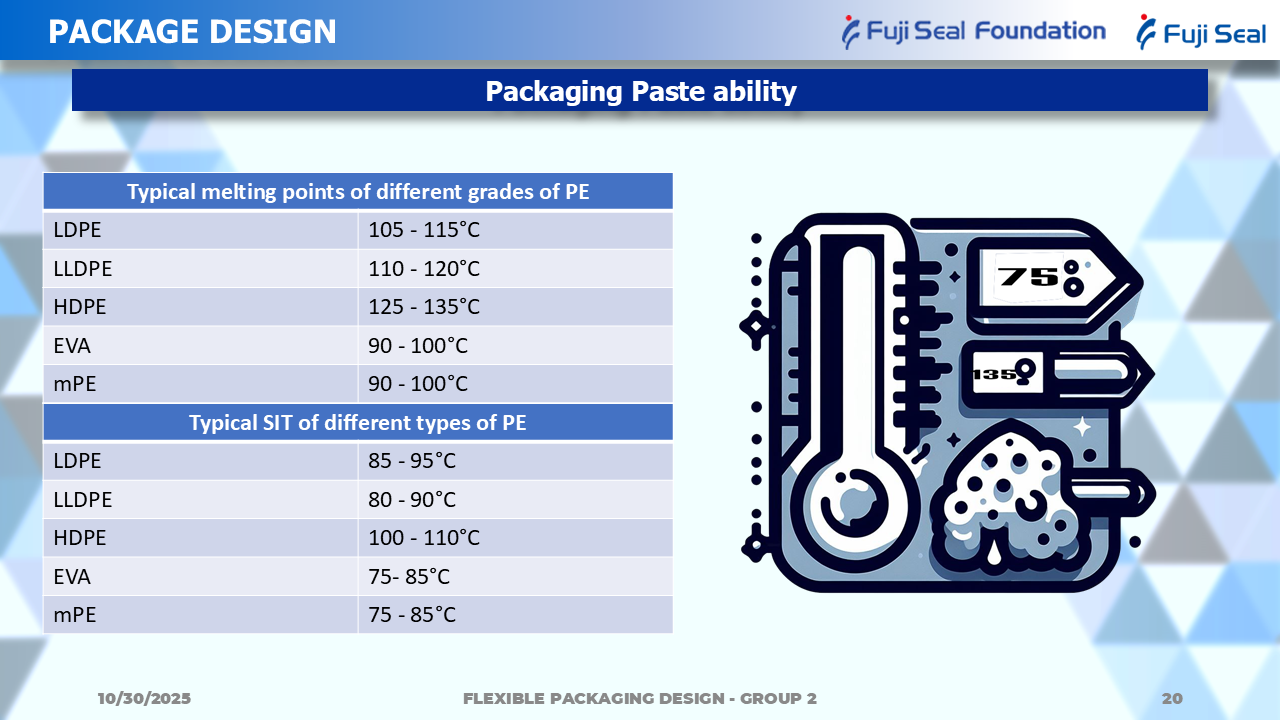 PACKAGE DESIGN
Fuji Seal Foundation
Fuji Seal
Packaging Paste ability
Typical melting points of different grades of PE
LDPE 105 - 115°C
LLDPE 110 - 120°C
HDPE 125 - 135°C
EVA 90 - 100°C
mPE 90 - 100°C
Typical SIT of different types of PE
LDPE 85 - 95°C
LLDPE 80 - 90°C
HDPE 100 - 110°C
EVA 75- 85°C
mPE 75 - 85°C
75
135
10/30/2025
FLEXIBLE PACKAGING DESIGN - GROUP 2
20